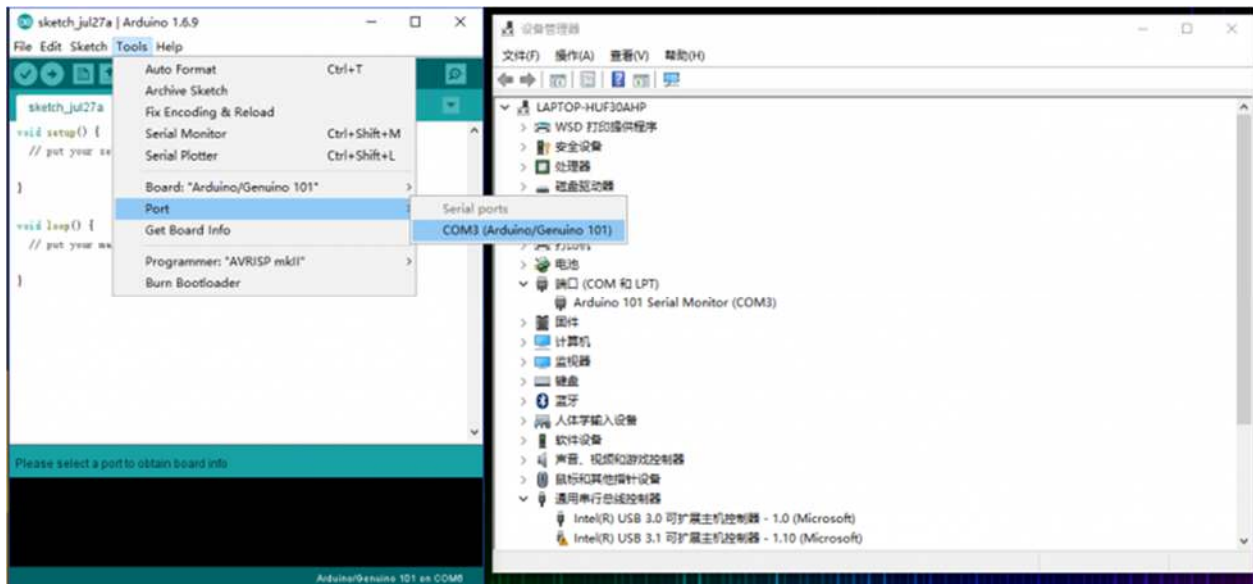 sketch_jul27a | Arduino 1.6.9
File Edit Sketch Tools Help
sketch_jul27a
void setup() {
// put your se
}
void loop() {
// put your ma
}
Auto Format Ctrl+T
Archive Sketch
Fix Encoding & Reload
Serial Monitor Ctrl+Shift+M
Serial Plotter Ctrl+Shift+L
Board: "Arduino/Genuino 101"
Port
Get Board Info
Programmer: "AVRISP mkII"
Burn Bootloader
Serial ports
COM3 (Arduino/Genuino 101)
Please select a port to obtain board info
Arduino/Genuino 101 on COM6
设备管理器
文件(F) 操作(A) 查看(V) 帮助(H)
LAPTOP-HUF30AHP
WSD 打印提供程序
安全设备
处理器
磁盘驱动器
打印机
电池
端口 (COM 和 LPT)
Arduino 101 Serial Monitor (COM3)
固件
计算机
监视器
键盘
蓝牙
人体学输入设备
软件设备
声音、视频和游戏控制器
鼠标和其他指针设备
通用串行总线控制器
Intel(R) USB 3.0 可扩展主机控制器 - 1.0 (Microsoft)
Intel(R) USB 3.1 可扩展主机控制器 - 1.10 (Microsoft)